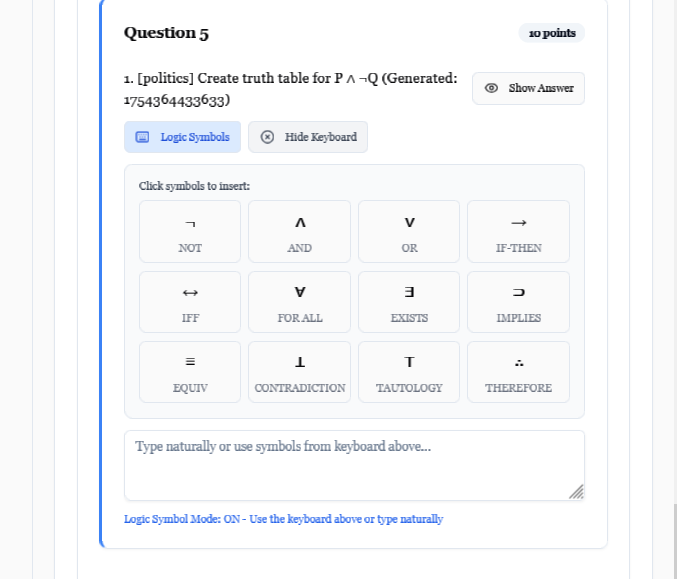 Question 5
10 points
1. [politics] Create truth table for P ∧ ¬Q (Generated:
1754364433633)
Show Answer
Logic Symbols
Hide Keyboard
Click symbols to insert:
¬ ∧ ∨ →
NOT AND OR IF-THEN
↔ ∀ ∃ ⊃
IFF FOR ALL EXISTS IMPLIES
≡ ⊥ ⊤ ∴
EQUIV CONTRADICTION TAUTOLOGY THEREFORE
Type naturally or use symbols from keyboard above...
Logic Symbol Mode: ON - Use the keyboard above or type naturally